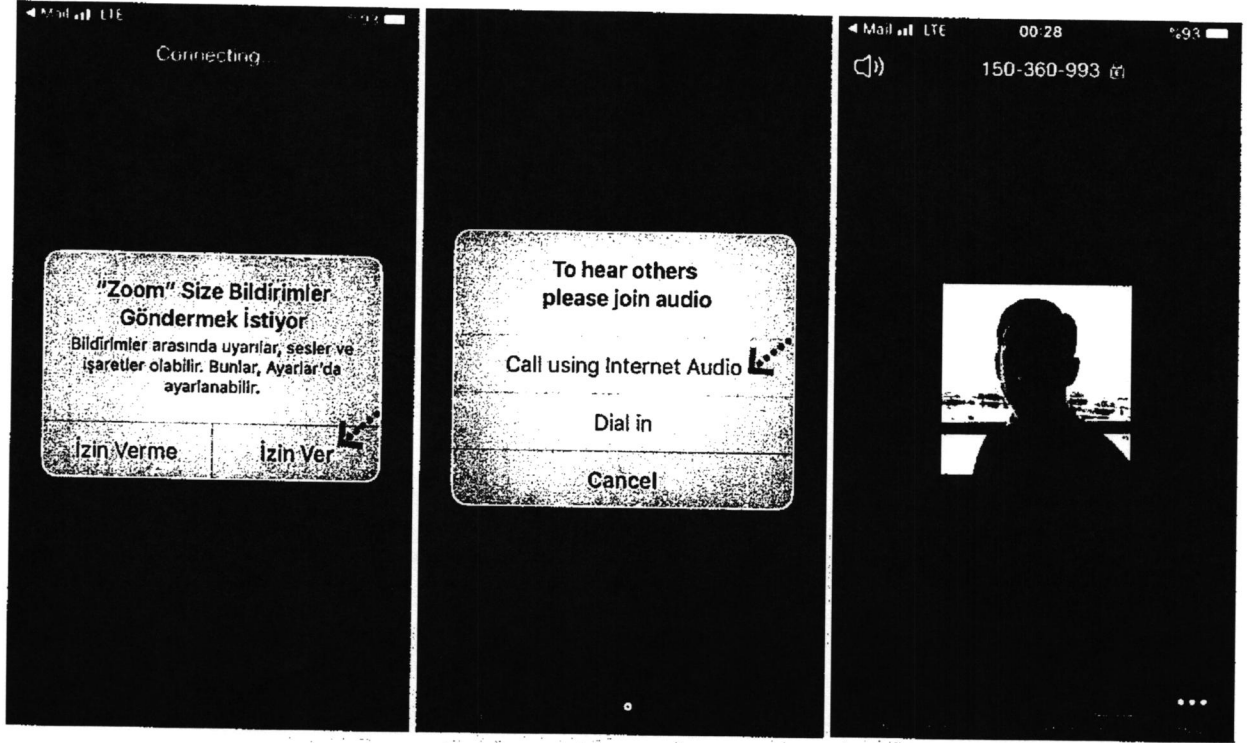 ◀ Mail LTE %93
Connecting...
"Zoom" Size Bildirimler
Göndermek İstiyor
Bildirimler arasında uyarılar, sesler ve
işaretler olabilir. Bunlar, Ayarlar'da
ayarlanabilir.
İzin Verme İzin Ver
To hear others
please join audio
Call using Internet Audio
Dial in
Cancel
◀ Mail LTE 00:28 %93
150-360-993